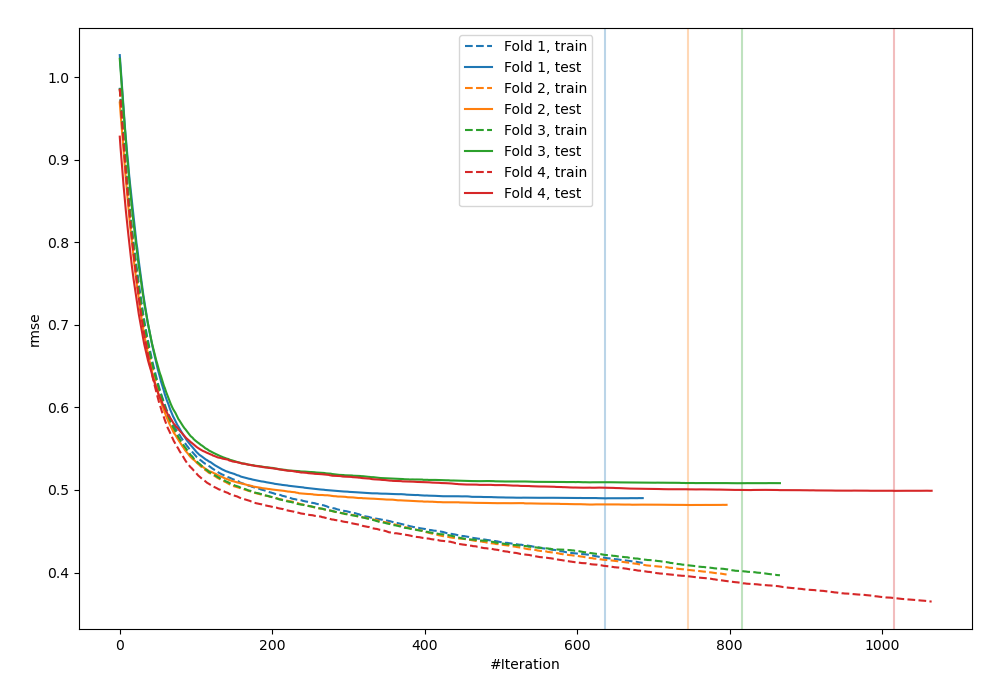 Fold 1, train
Fold 1, test
Fold 2, train
Fold 2, test
Fold 3, train
Fold 3, test
Fold 4, train
Fold 4, test
1.0
0.9
0.8
0.7
0.6
0.5
0.4
rmse
0 200 400 600 800 1000
#Iteration